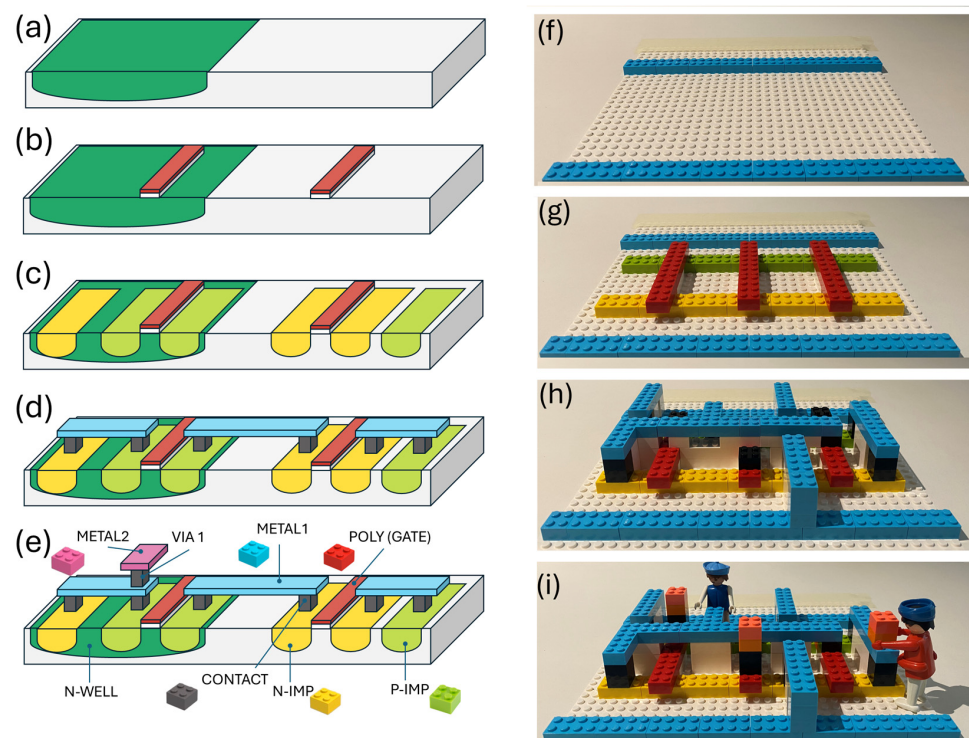 (a)
(b)
(c)
(d)
(e)
METAL2
VIA 1
METAL1
POLY (GATE)
N-WELL
CONTACT
N-IMP
P-IMP
(f)
(g)
(h)
(i)